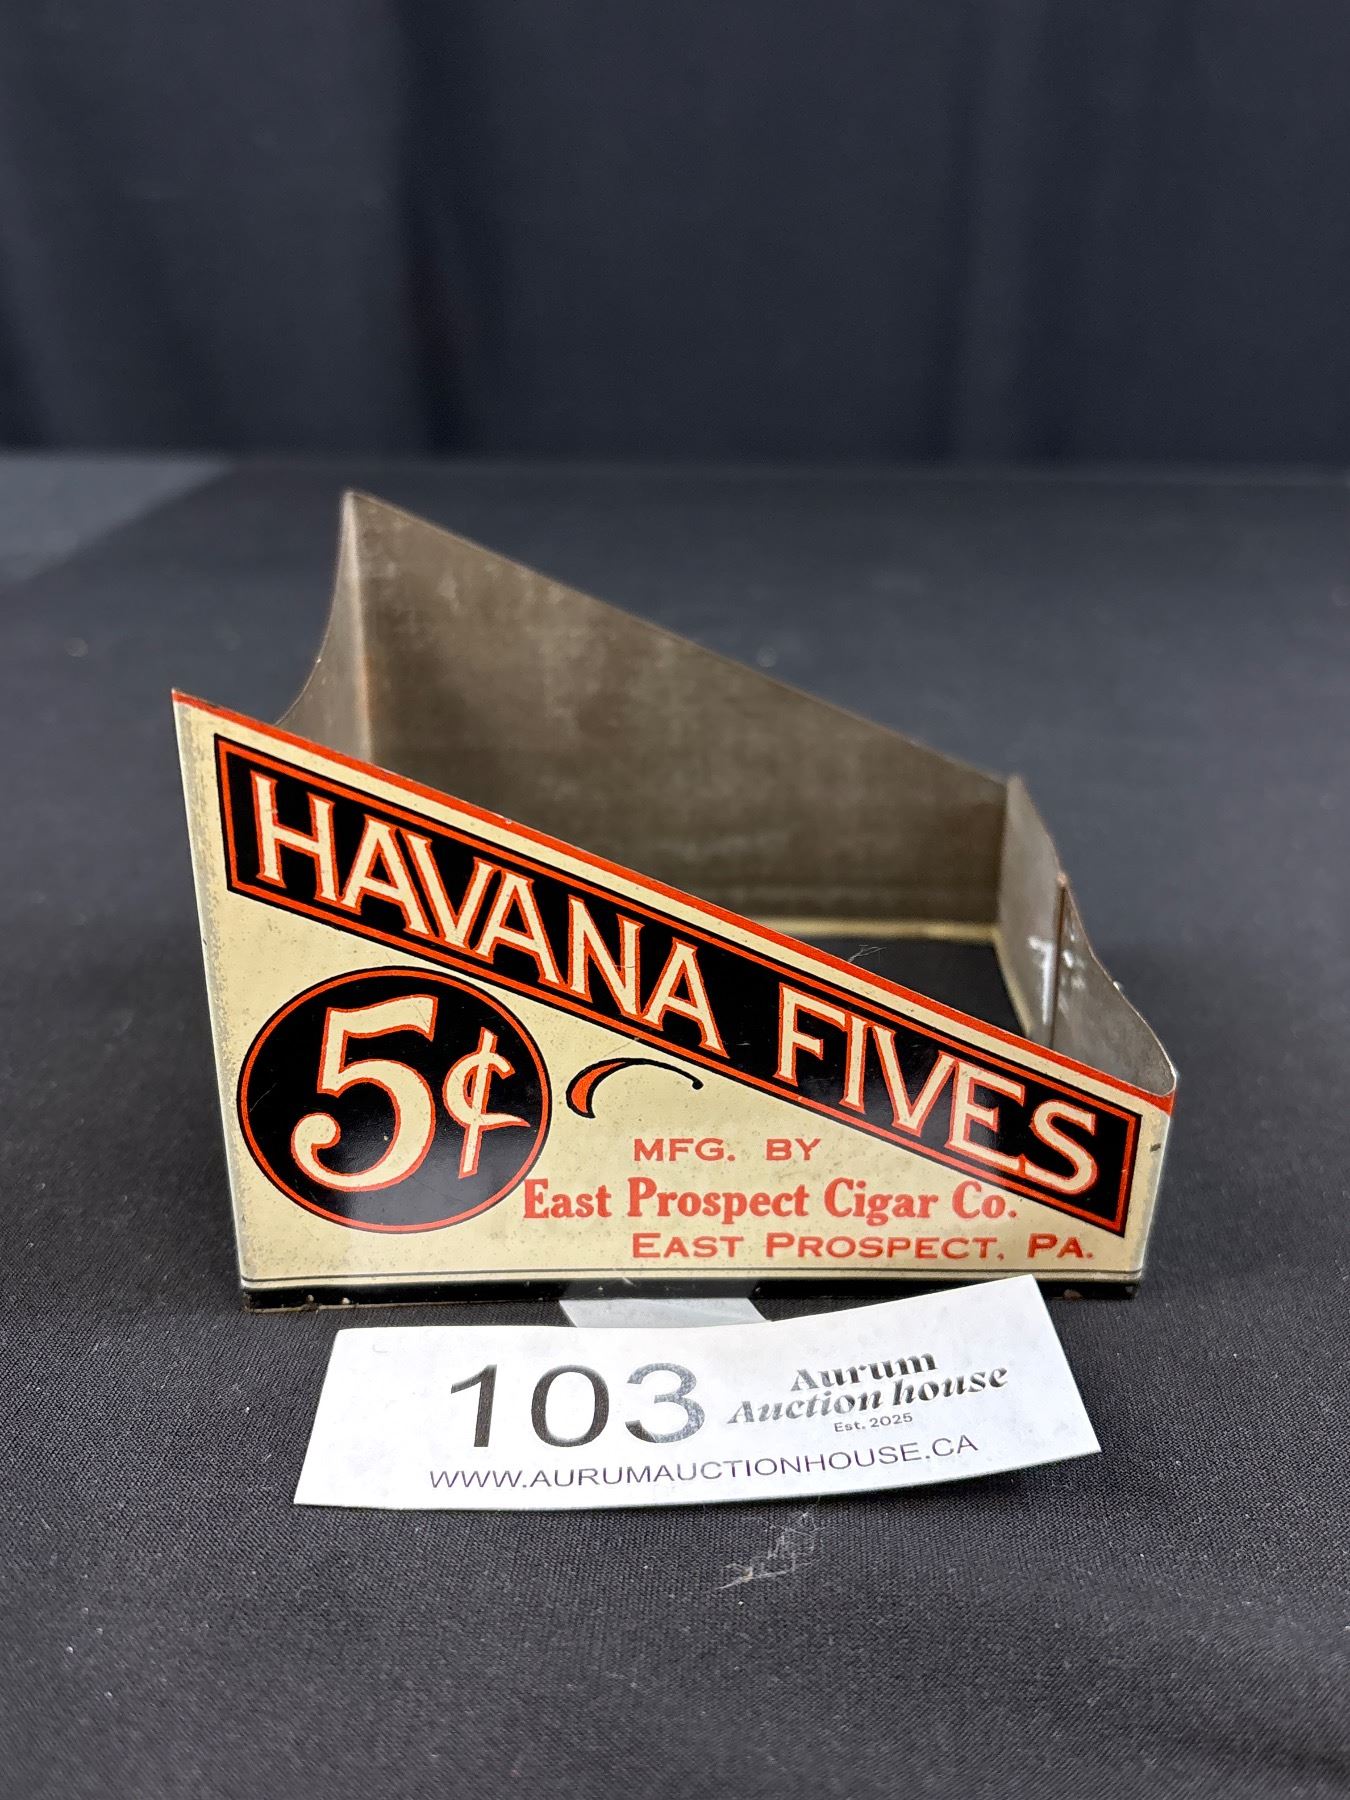 HAVANA FIVES
5¢
MFG. BY
East Prospect Cigar Co.
EAST PROSPECT, PA.
103
Aurum
Auction house
Est. 2025
WWW.AURUMAUCTIONHOUSE.CA